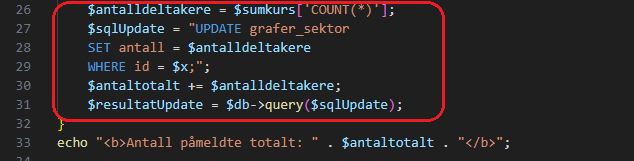 26 $antalldeltakere = $sumkurs['COUNT(*)'];
27 $sqlUpdate = "UPDATE grafer_sektor
28 SET antall = $antalldeltakere
29 WHERE id = $x;";
30 $antaltotalt += $antalldeltakere;
31 $resultatUpdate = $db->query($sqlUpdate);
32 }
33 echo "<b>Antall påmeldte totalt: " . $antaltotalt . "</b>";